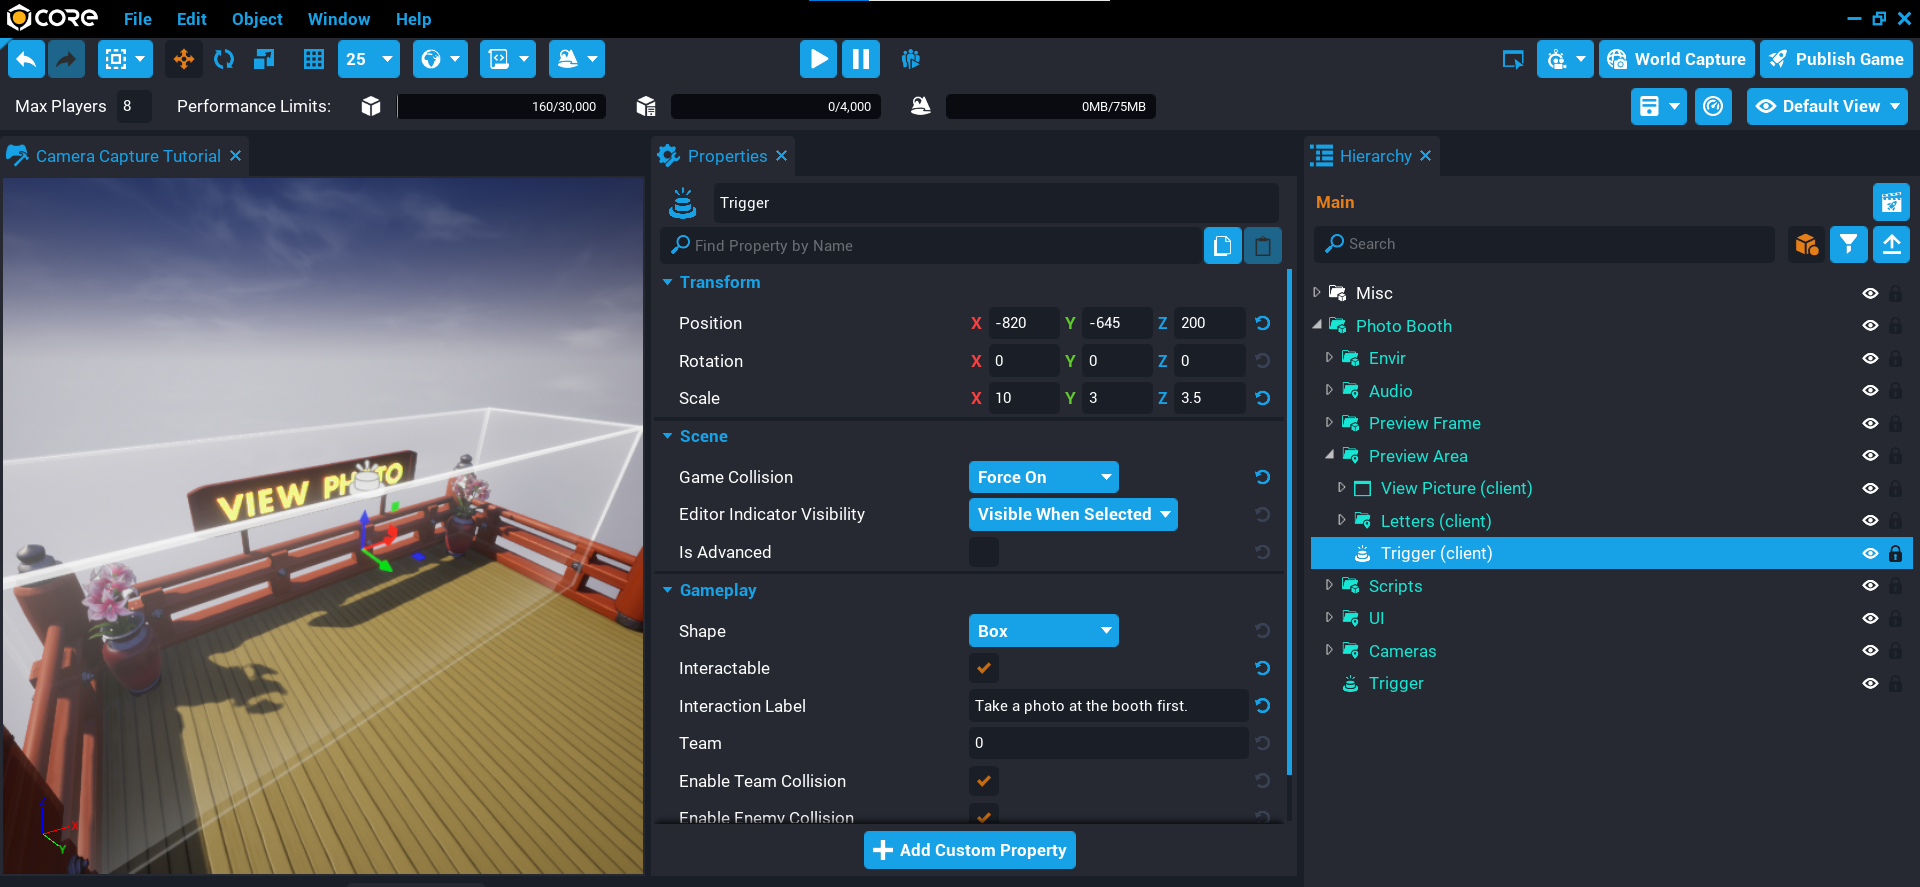 CORE File Edit Object Window Help
25 World Capture Publish Game
Max Players 8 Performance Limits: 160/30,000 0/4,000 0MB/75MB Default View
Camera Capture Tutorial
VIEW PHOTO
X
Y
Properties
Trigger
Find Property by Name
Transform
Position X -820 Y -645 Z 200
Rotation X 0 Y 0 Z 0
Scale X 10 Y 3 Z 3.5
Scene
Game Collision Force On
Editor Indicator Visibility Visible When Selected
Is Advanced
Gameplay
Shape Box
Interactable
Interaction Label Take a photo at the booth first.
Team 0
Enable Team Collision
Enable Enemy Collision
Add Custom Property
Hierarchy
Main
Search
Misc
Photo Booth
Envir
Audio
Preview Frame
Preview Area
View Picture (client)
Letters (client)
Trigger (client)
Scripts
UI
Cameras
Trigger